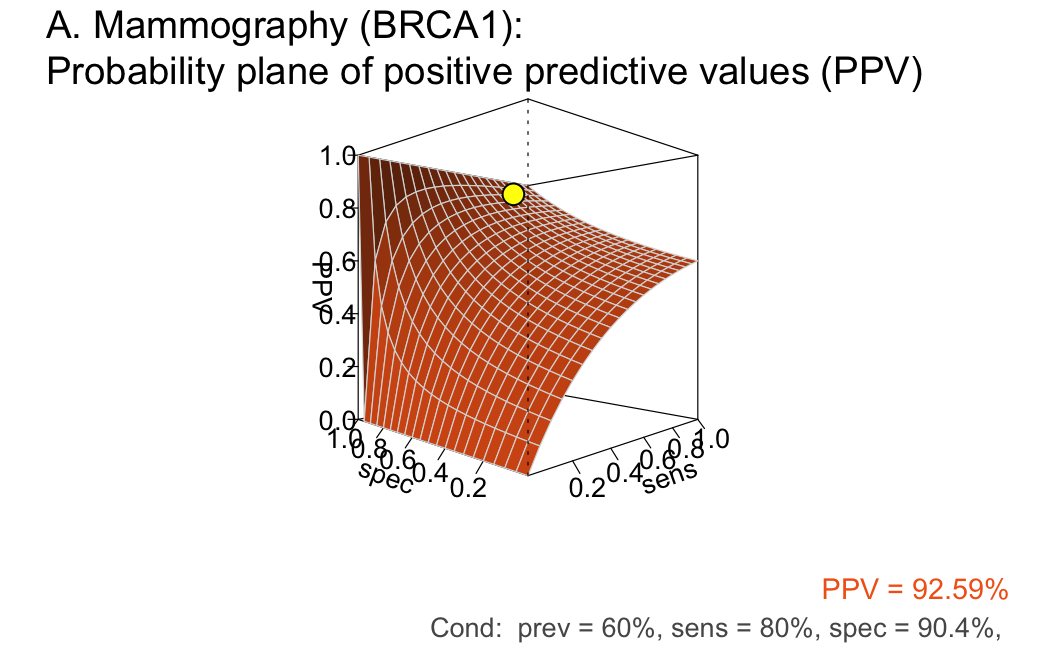 A. Mammography (BRCA1):
Probability plane of positive predictive values (PPV)
1.0
0.8
0.6
0.4
0.2
0.0
PPV
1.0
0.8
0.6
0.4
0.2
spec
0.2
0.4
0.6
0.8
1.0
sens
PPV = 92.59%
Cond:  prev = 60%, sens = 80%, spec = 90.4%,